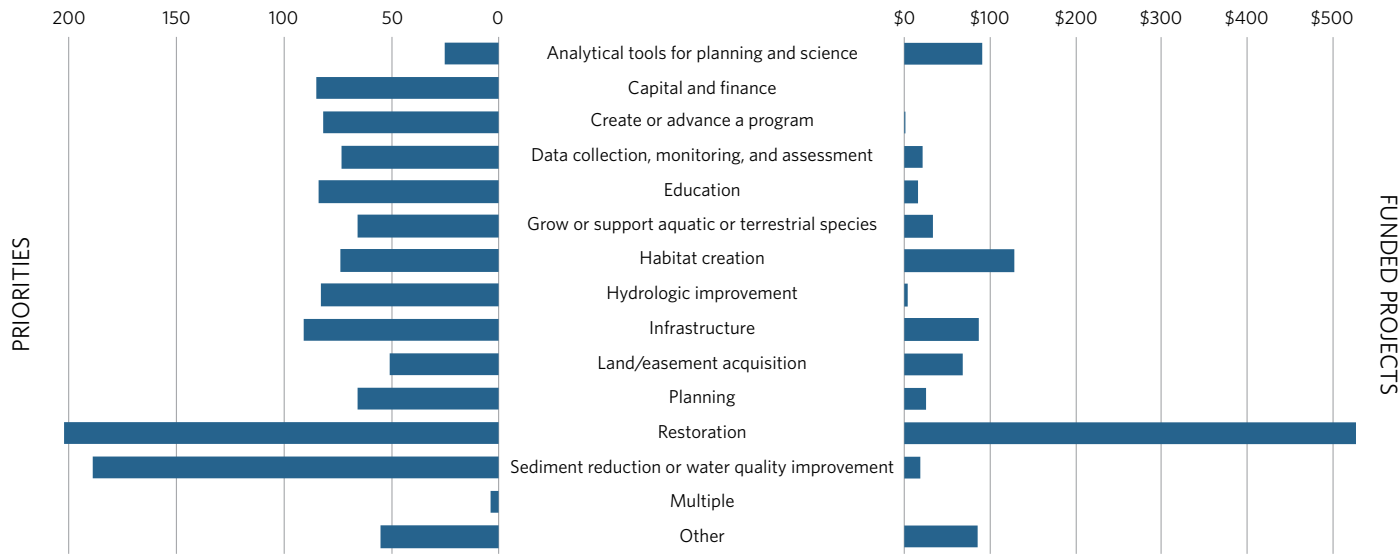 200 150 100 50 0 $0 $100 $200 $300 $400 $500
PRIORITIES
Analytical tools for planning and science
Capital and finance
Create or advance a program
Data collection, monitoring, and assessment
Education
Grow or support aquatic or terrestrial species
Habitat creation
Hydrologic improvement
Infrastructure
Land/easement acquisition
Planning
Restoration
Sediment reduction or water quality improvement
Multiple
Other
FUNDED PROJECTS